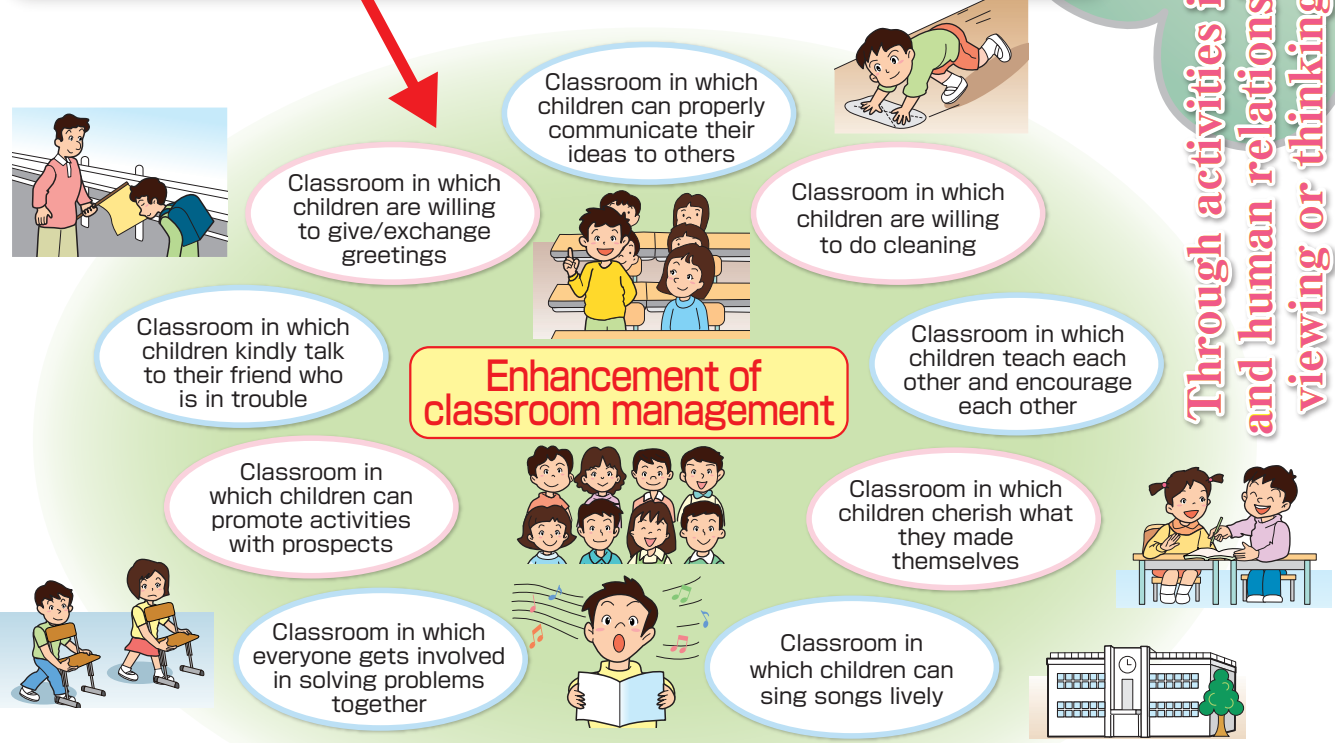 Classroom in which
children can properly
communicate their
ideas to others
Classroom in which
children are willing
to give/exchange
greetings
Classroom in which
children are willing
to do cleaning
Classroom in which
children kindly talk
to their friend who
is in trouble
Enhancement of
classroom management
Classroom in which
children teach each
other and encourage
each other
Classroom in
which children can
promote activities
with prospects
Classroom in which
children cherish what
they made
themselves
Classroom in which
everyone gets involved
in solving problems
together
Classroom in
which children can
sing songs lively
Through activities
and human relations
viewing or thinking